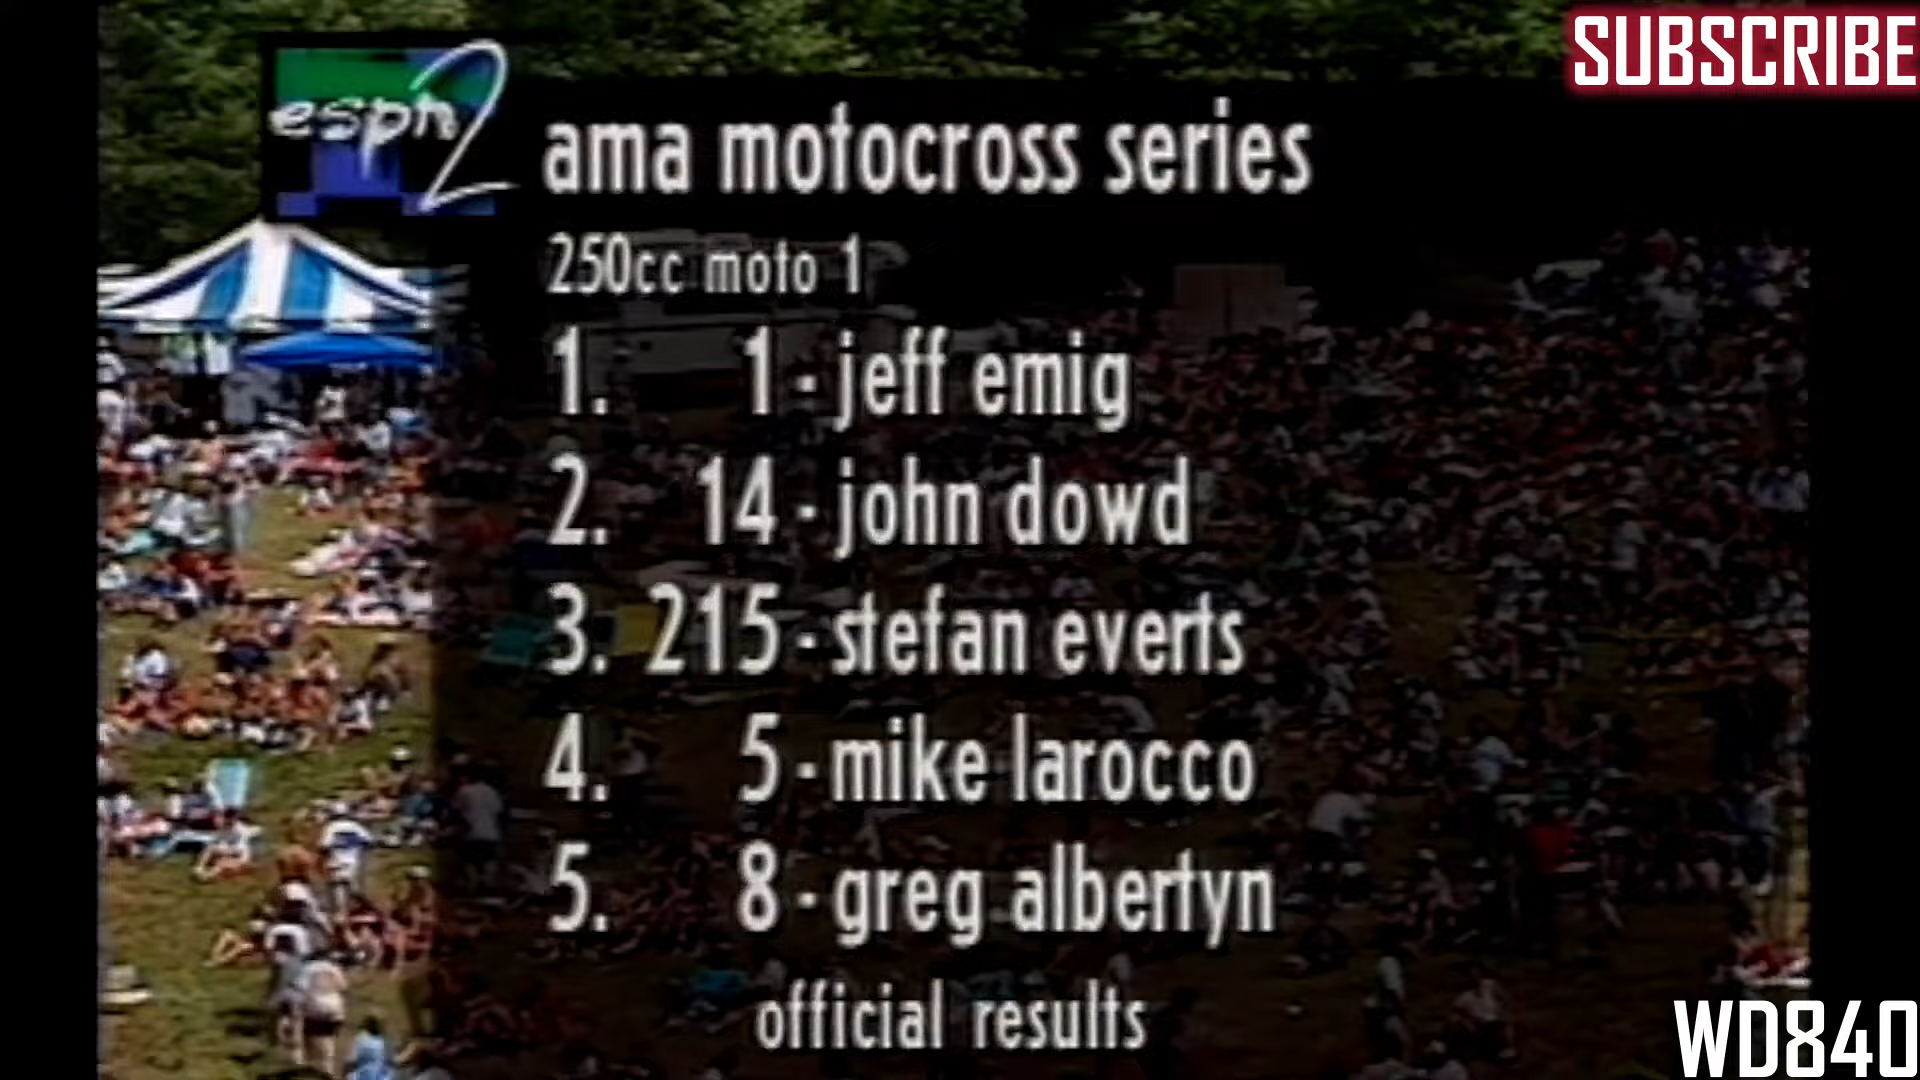 SUBSCRIBE
espn2
ama motocross series
250cc moto 1
1. 1 - jeff emig
2. 14 - john dowd
3. 215 - stefan everts
4. 5 - mike larocco
5. 8 - greg albertyn
official results
WD840